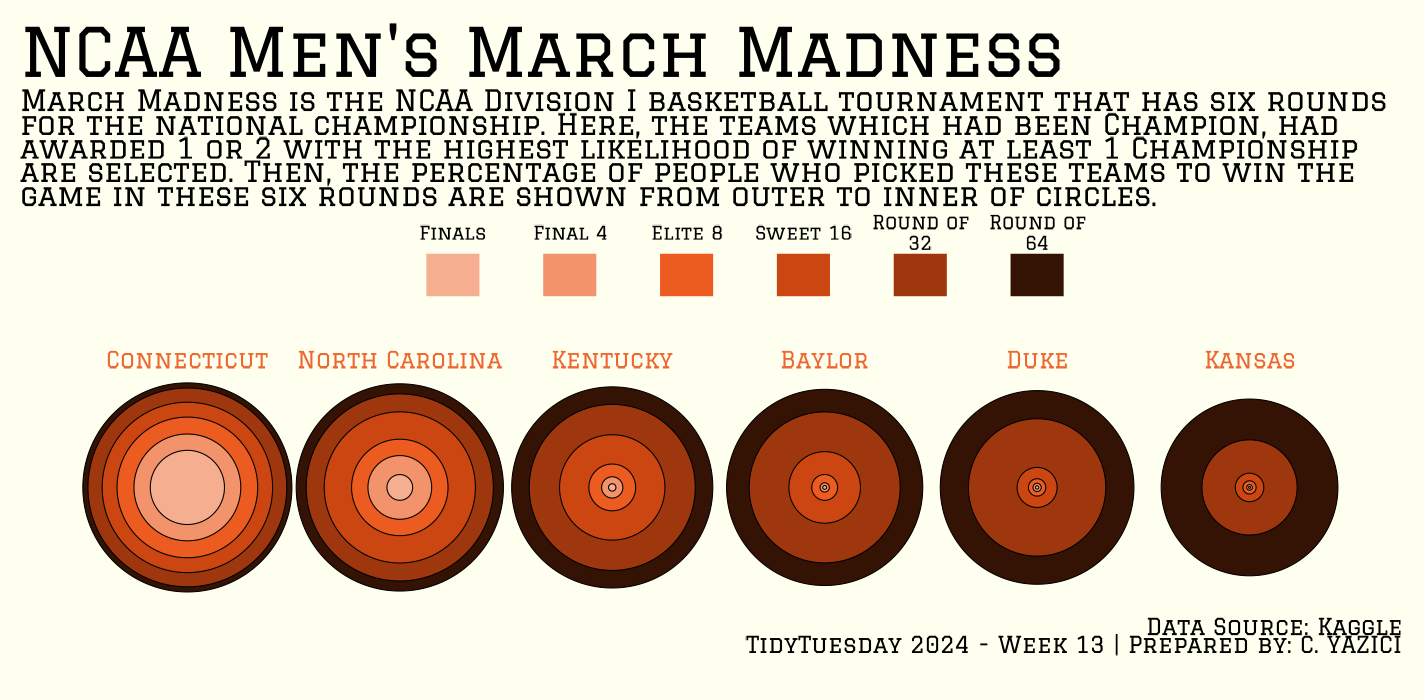 NCAA Men's March Madness
March Madness is the NCAA Division I basketball tournament that has six rounds
for the national championship. Here, the teams which had been Champion, had
awarded 1 or 2 with the highest likelihood of winning at least 1 Championship
are selected. Then, the percentage of people who picked these teams to win the
game in these six rounds are shown from outer to inner of circles.
Finals Final 4 Elite 8 Sweet 16 Round of 32 Round of 64
Connecticut North Carolina Kentucky Baylor Duke Kansas
Data Source: Kaggle
TidyTuesday 2024 - Week 13 | Prepared by: C. YAZICI